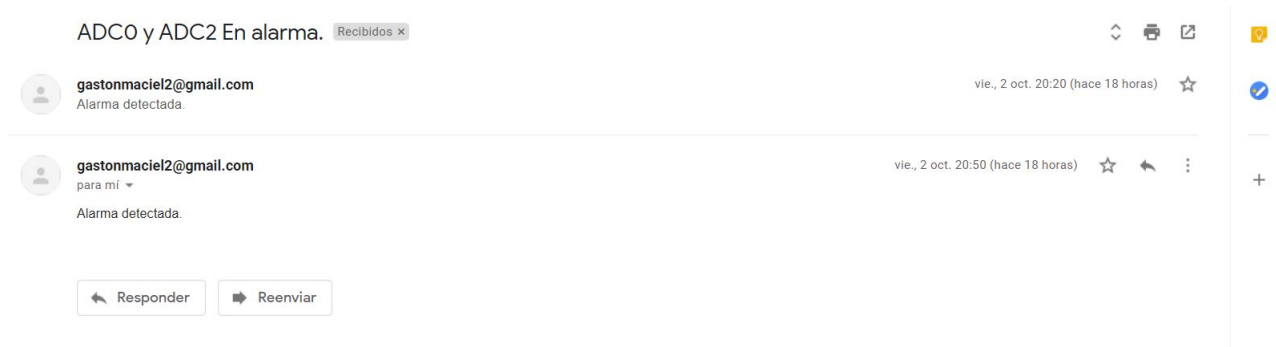 ADC0 y ADC2 En alarma. Recibidos ×
gastonmaciel2@gmail.com vie., 2 oct. 20:20 (hace 18 horas)
Alarma detectada.
gastonmaciel2@gmail.com vie., 2 oct. 20:50 (hace 18 horas)
para mí
Alarma detectada.
Responder Reenviar